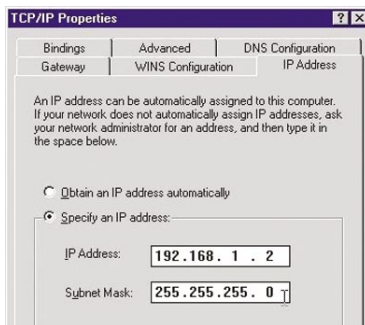 TCP/IP Properties
Bindings Advanced DNS Configuration
Gateway WINS Configuration IP Address
An IP address can be automatically assigned to this computer.
If your network does not automatically assign IP addresses, ask
your network administrator for an address, and then type it in
the space below.
Obtain an IP address automatically
Specify an IP address:
IP Address: 192.168. 1 . 2
Subnet Mask: 255.255.255. 0